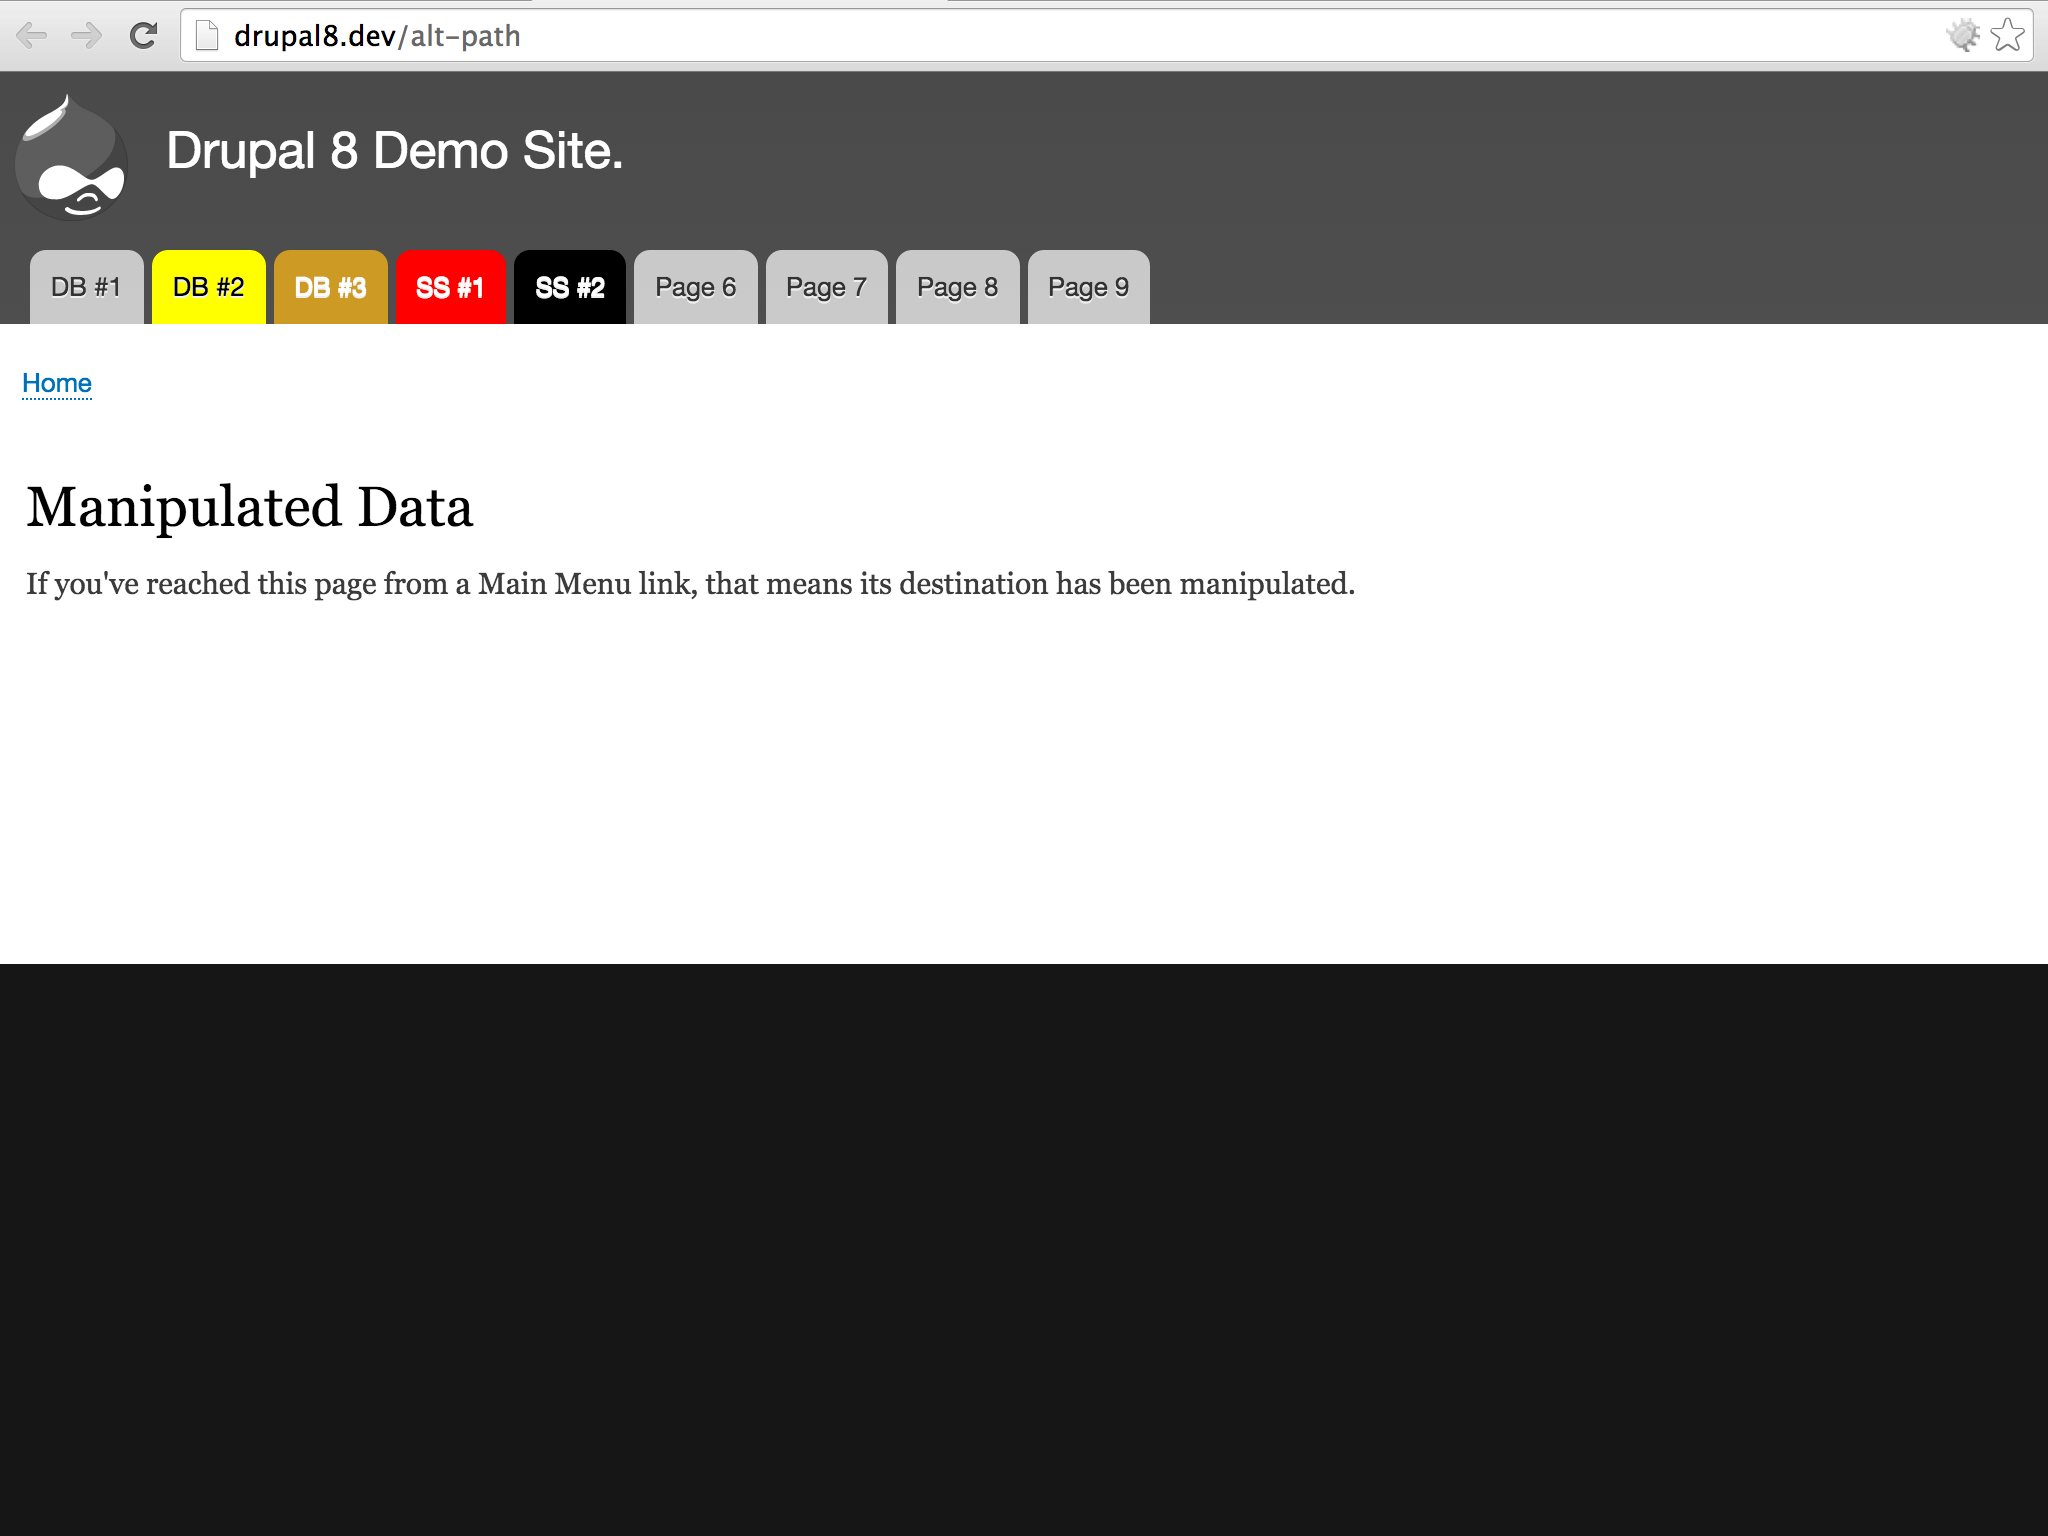 drupal8.dev/alt-path
Drupal 8 Demo Site.
DB #1 DB #2 DB #3 SS #1 SS #2 Page 6 Page 7 Page 8 Page 9
Home
Manipulated Data
If you've reached this page from a Main Menu link, that means its destination has been manipulated.